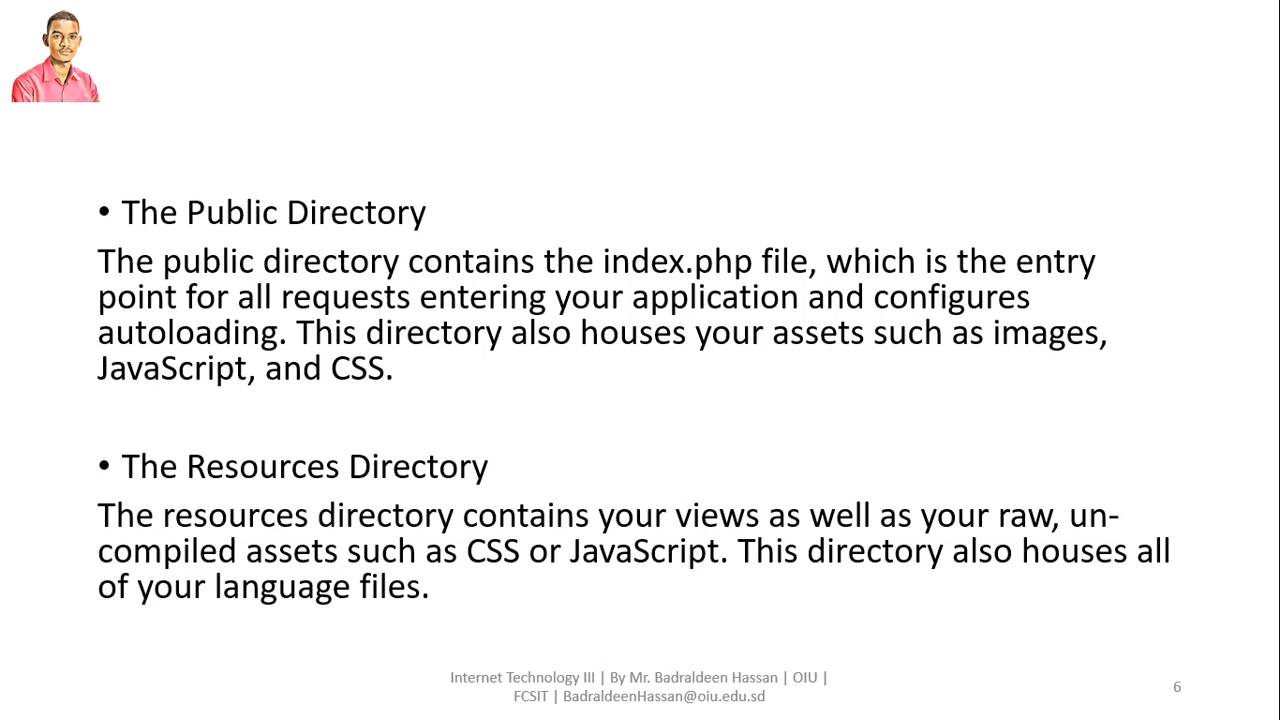 • The Public Directory
The public directory contains the index.php file, which is the entry
point for all requests entering your application and configures
autoloading. This directory also houses your assets such as images,
JavaScript, and CSS.
• The Resources Directory
The resources directory contains your views as well as your raw, un-
compiled assets such as CSS or JavaScript. This directory also houses all
of your language files.
Internet Technology III | By Mr. Badraldeen Hassan | OIU |
FCSIT | BadraldeenHassan@oiu.edu.sd
6